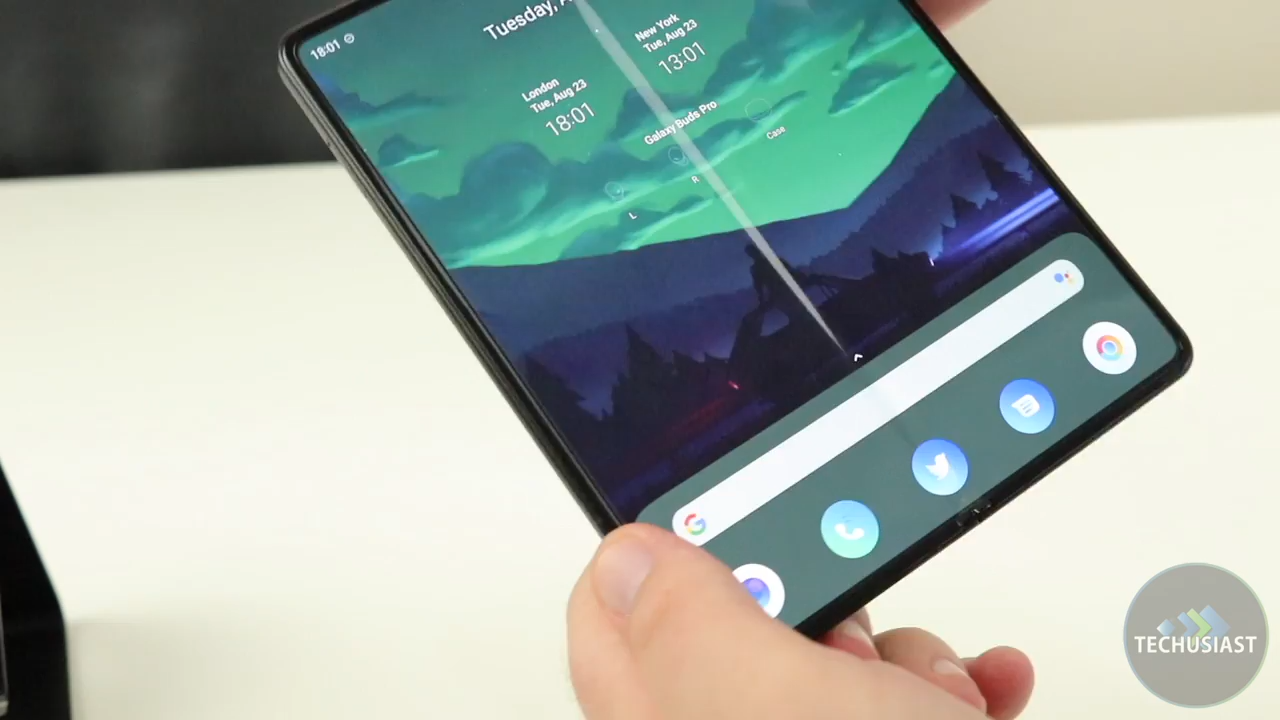 18:01
Tuesday, A
London
Tue, Aug 23
18:01
New York
Tue, Aug 23
13:01
Galaxy Buds Pro
L
R
Case
TECHUSIAST